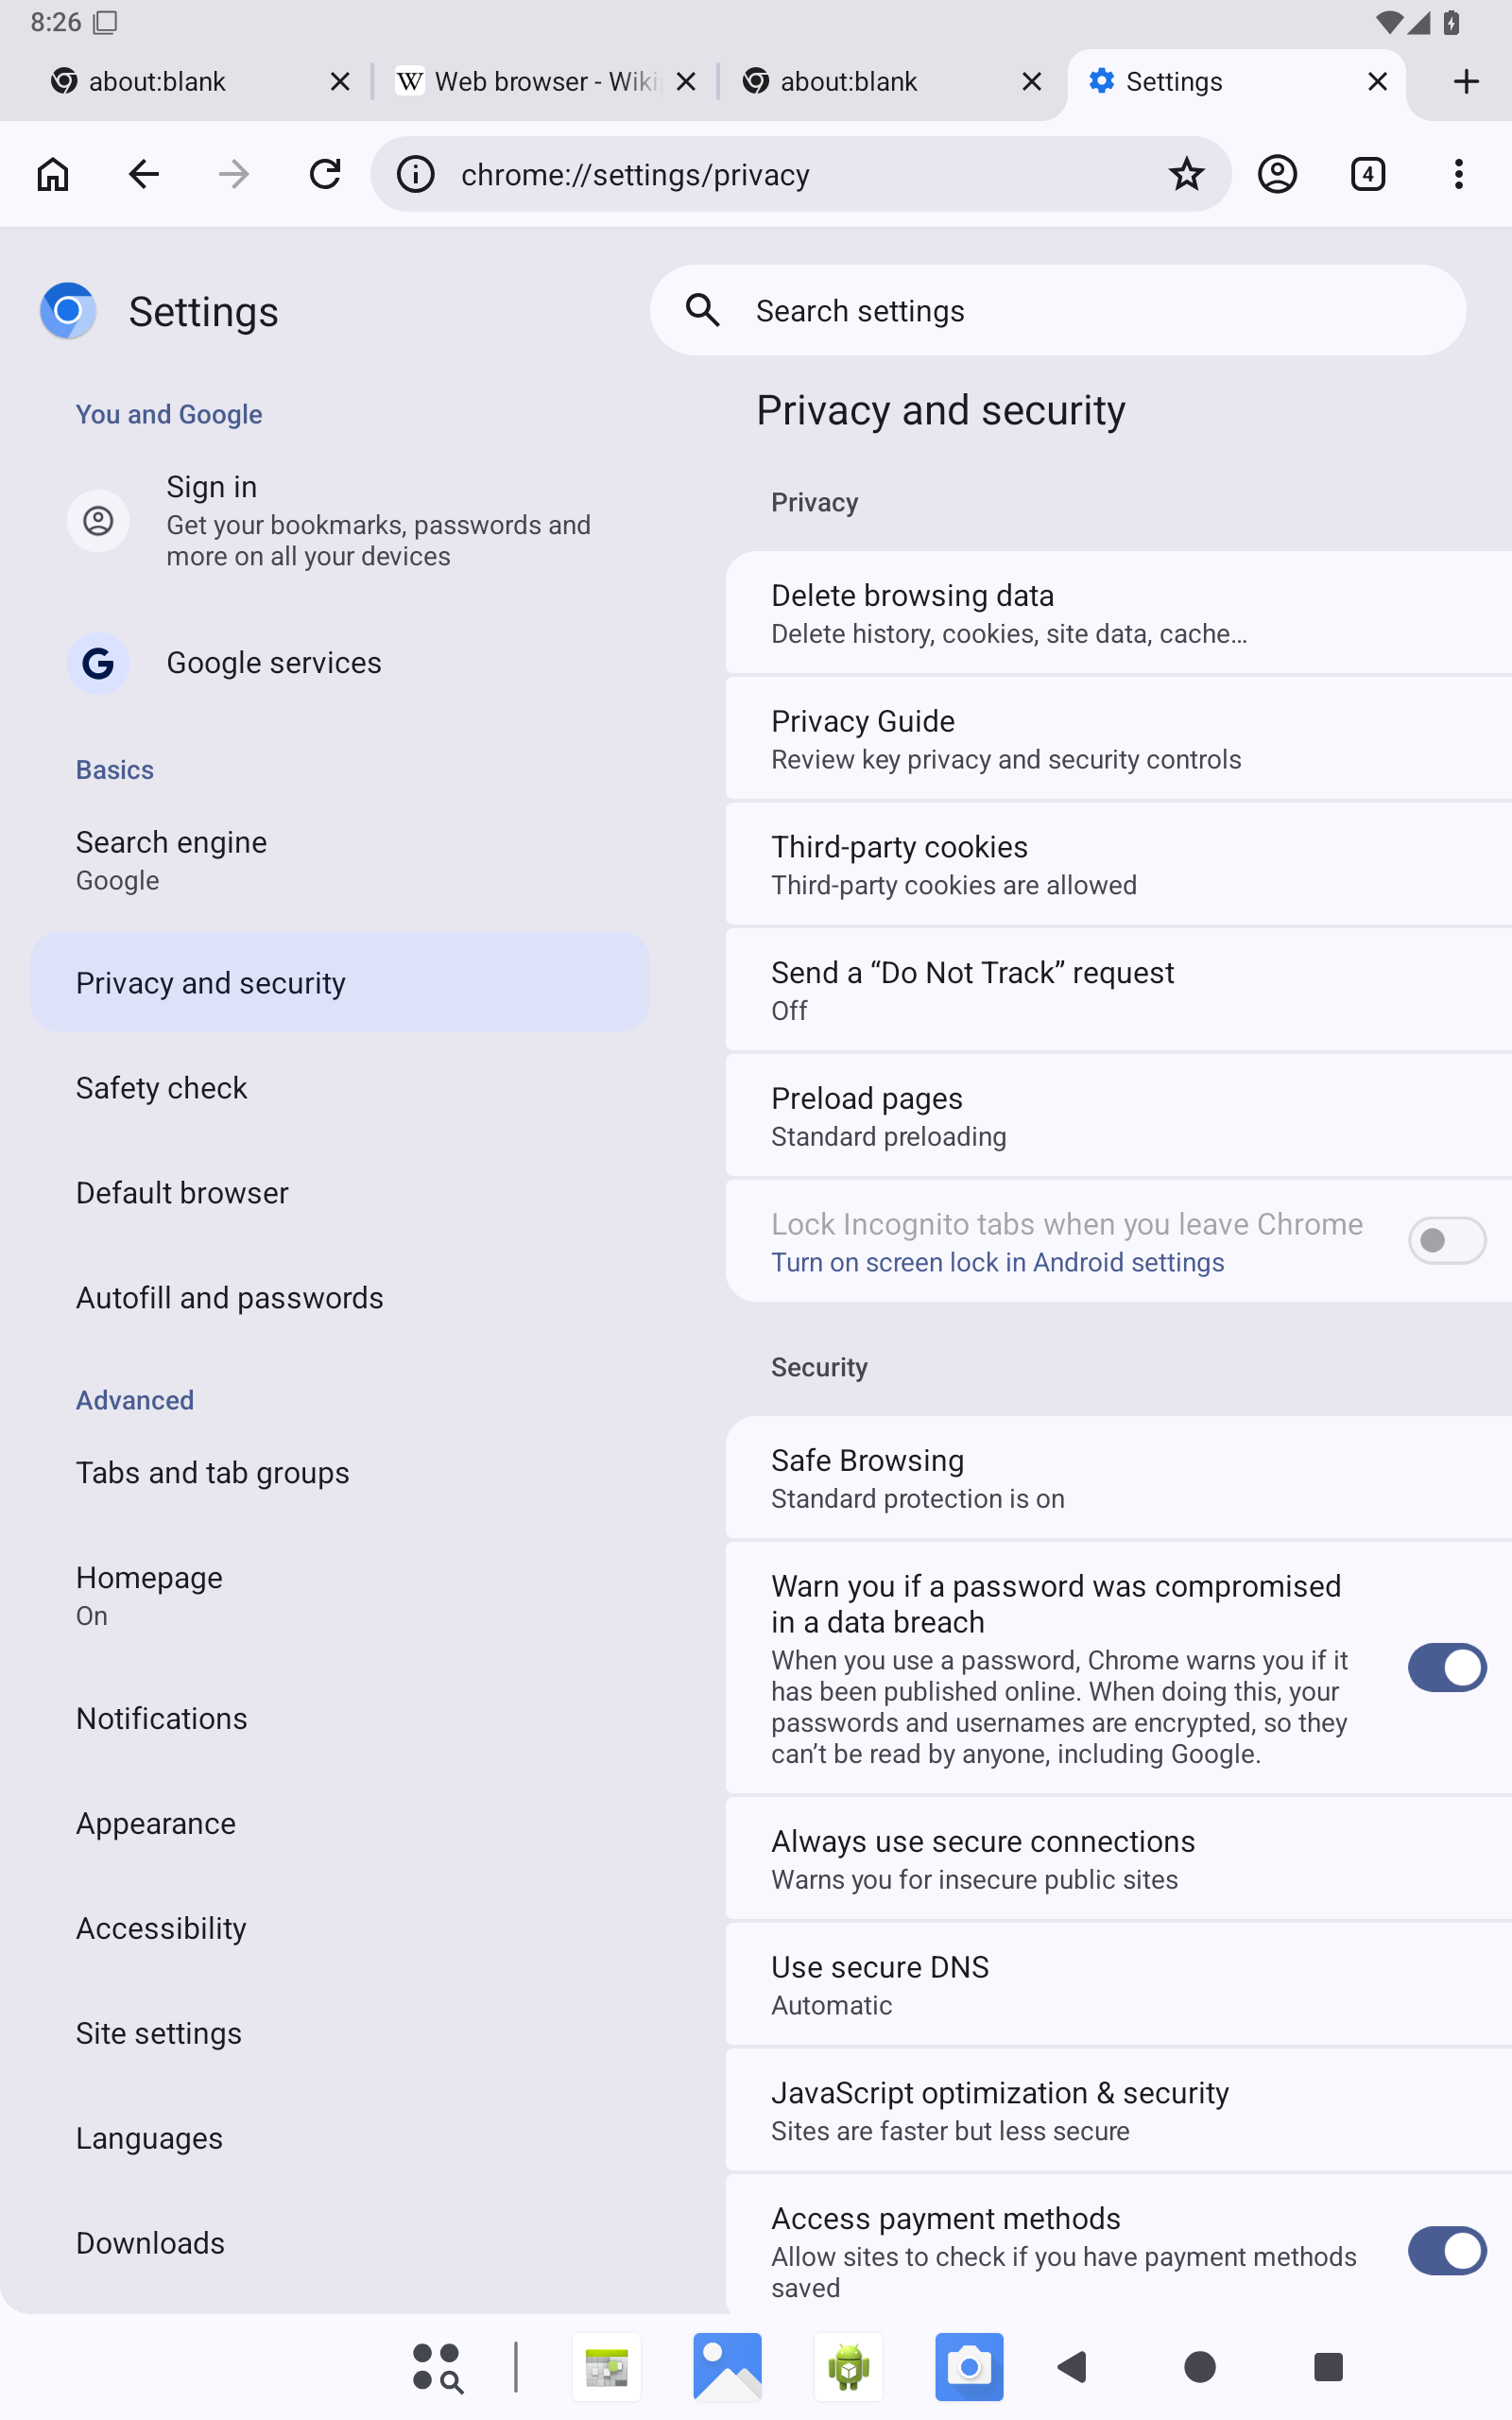 8:26
about:blank
Web browser - Wiki
about:blank
Settings
chrome://settings/privacy
4
Settings
Search settings
You and Google
Sign in
Get your bookmarks, passwords and
more on all your devices
Google services
Basics
Search engine
Google
Privacy and security
Safety check
Default browser
Autofill and passwords
Advanced
Tabs and tab groups
Homepage
On
Notifications
Appearance
Accessibility
Site settings
Languages
Downloads
Privacy and security
Privacy
Delete browsing data
Delete history, cookies, site data, cache…
Privacy Guide
Review key privacy and security controls
Third-party cookies
Third-party cookies are allowed
Send a “Do Not Track” request
Off
Preload pages
Standard preloading
Lock Incognito tabs when you leave Chrome
Turn on screen lock in Android settings
Security
Safe Browsing
Standard protection is on
Warn you if a password was compromised
in a data breach
When you use a password, Chrome warns you if it
has been published online. When doing this, your
passwords and usernames are encrypted, so they
can’t be read by anyone, including Google.
Always use secure connections
Warns you for insecure public sites
Use secure DNS
Automatic
JavaScript optimization & security
Sites are faster but less secure
Access payment methods
Allow sites to check if you have payment methods
saved